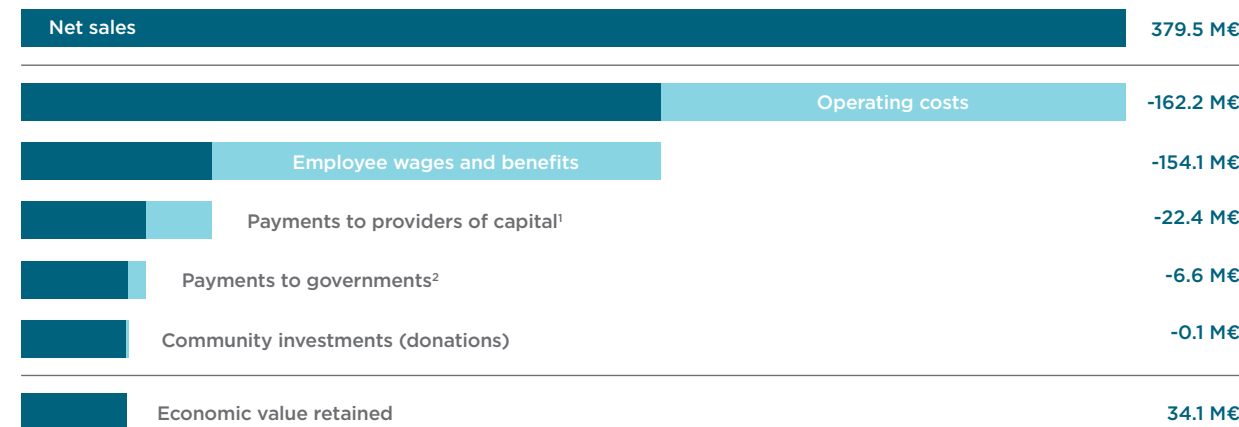 Net sales 379.5 M€
Operating costs -162.2 M€
Employee wages and benefits -154.1 M€
Payments to providers of capital¹ -22.4 M€
Payments to governments² -6.6 M€
Community investments (donations) -0.1 M€
Economic value retained 34.1 M€